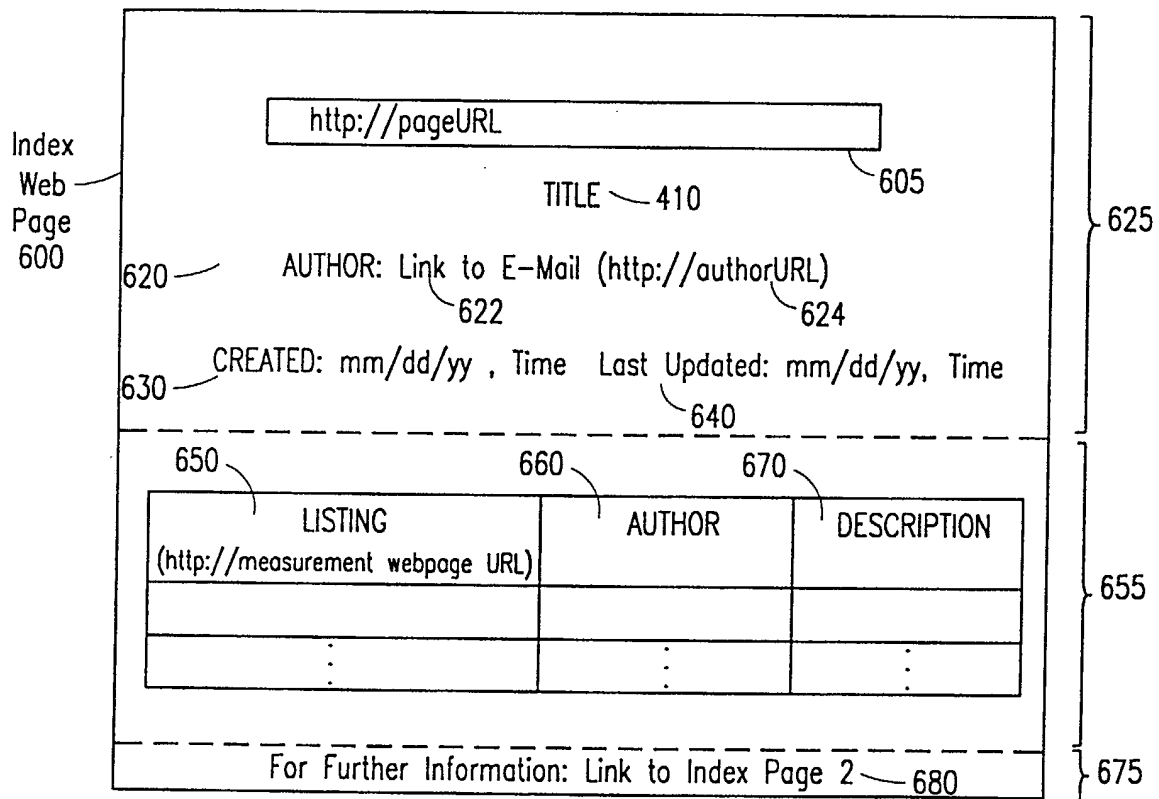 http://pageURL
Index
Web
Page
600
605
TITLE 410
625
620 AUTHOR: Link to E-Mail (http://authorURL)
622 624
630 CREATED: mm/dd/yy , Time Last Updated: mm/dd/yy, Time
640
650 660 670
LISTING AUTHOR DESCRIPTION
(http://measurement webpage URL)
655
For Further Information: Link to Index Page 2 680 675